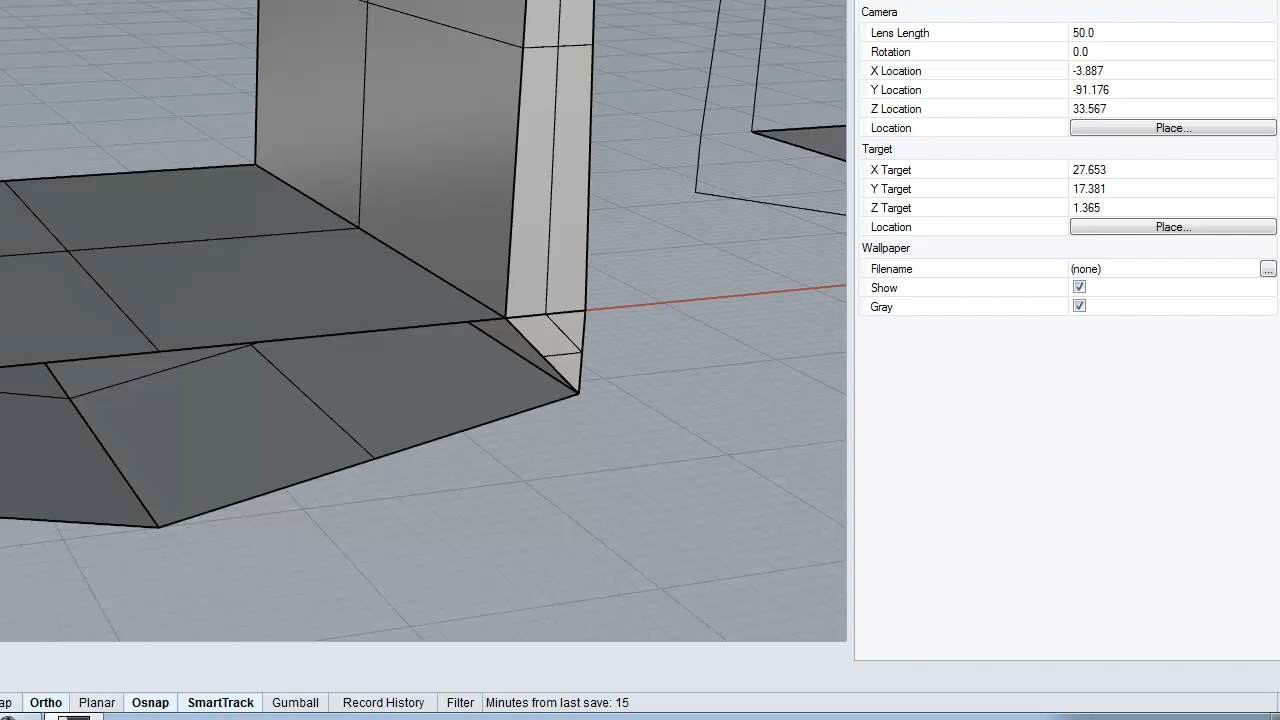 Camera
Lens Length 50.0
Rotation 0.0
X Location -3.887
Y Location -91.176
Z Location 33.567
Location Place...
Target
X Target 27.653
Y Target 17.381
Z Target 1.365
Location Place...
Wallpaper
Filename (none) ...
Show
Gray
ap Ortho Planar Osnap SmartTrack Gumball Record History Filter Minutes from last save: 15